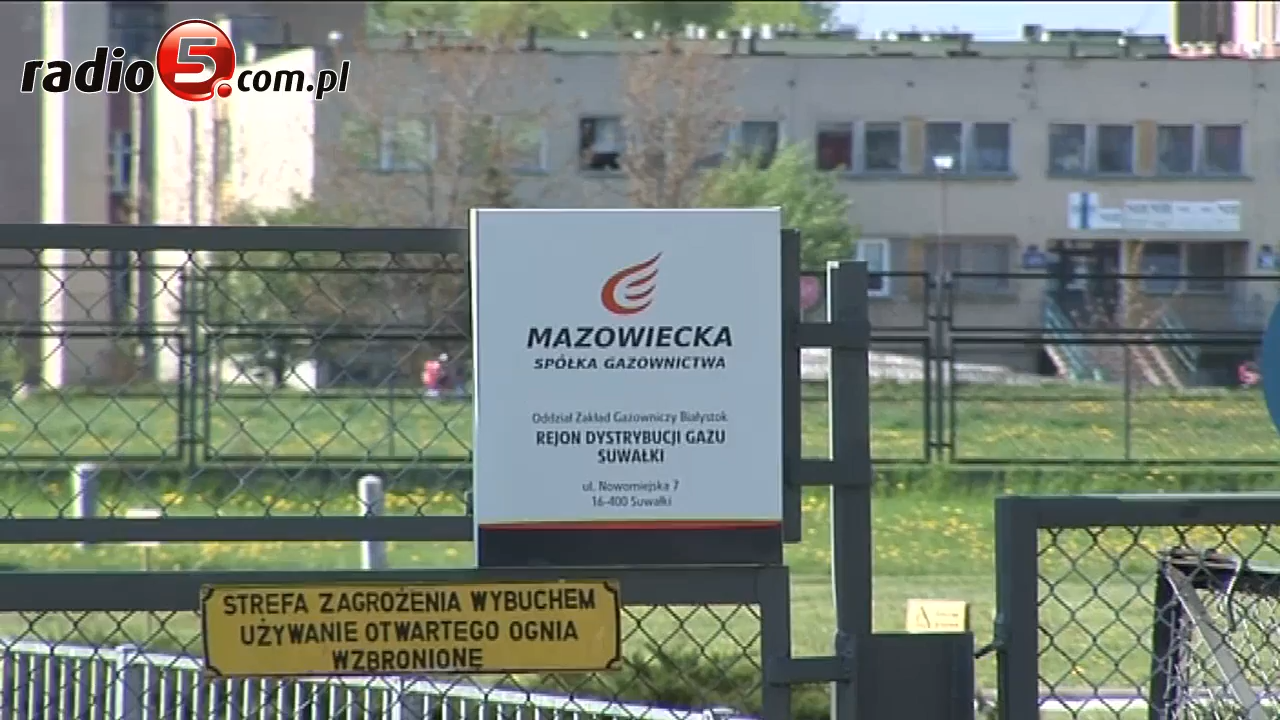 radio5.com.pl
MAZOWIECKA
SPÓŁKA GAZOWNICTWA
Oddział Zakład Gazowniczy Białystok
REJON DYSTRYBUCJI GAZU
SUWAŁKI
ul. Nowomiejska 7
16-400 Suwałki
STREFA ZAGROŻENIA WYBUCHEM
UŻYWANIE OTWARTEGO OGNIA
WZBRONIONE